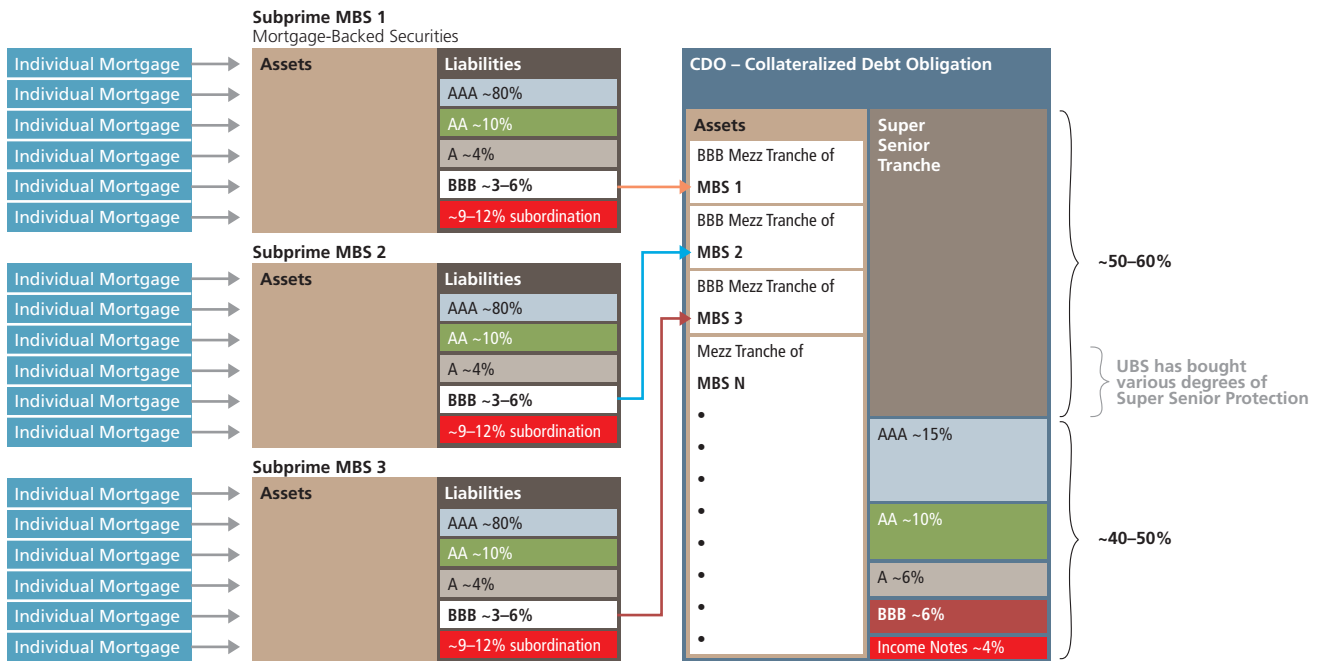 Subprime MBS 1
Mortgage-Backed Securities
Individual Mortgage
Individual Mortgage
Individual Mortgage
Individual Mortgage
Individual Mortgage
Individual Mortgage
Assets
Liabilities
AAA ~80%
AA ~10%
A ~4%
BBB ~3–6%
~9–12% subordination
Subprime MBS 2
Individual Mortgage
Individual Mortgage
Individual Mortgage
Individual Mortgage
Individual Mortgage
Individual Mortgage
Assets
Liabilities
AAA ~80%
AA ~10%
A ~4%
BBB ~3–6%
~9–12% subordination
Subprime MBS 3
Individual Mortgage
Individual Mortgage
Individual Mortgage
Individual Mortgage
Individual Mortgage
Individual Mortgage
Assets
Liabilities
AAA ~80%
AA ~10%
A ~4%
BBB ~3–6%
~9–12% subordination
CDO – Collateralized Debt Obligation
Assets
BBB Mezz Tranche of
MBS 1
BBB Mezz Tranche of
MBS 2
BBB Mezz Tranche of
MBS 3
Mezz Tranche of
MBS N
•
•
•
•
•
•
•
•
Super
Senior
Tranche
AAA ~15%
AA ~10%
A ~6%
BBB ~6%
Income Notes ~4%
~50–60%
UBS has bought
various degrees of
Super Senior Protection
~40–50%